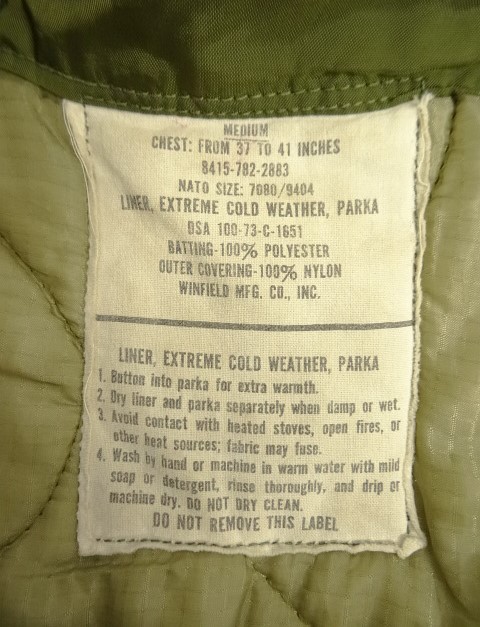 MEDIUM
CHEST: FROM 37 TO 41 INCHES
8415-782-2883
NATO SIZE: 7080/9404
LINER, EXTREME COLD WEATHER, PARKA
DSA 100-73-C-1651
BATTING-100% POLYESTER
OUTER COVERING-100% NYLON
WINFIELD MFG. CO., INC.
LINER, EXTREME COLD WEATHER, PARKA
1. Button into parka for extra warmth.
2. Dry liner and parka separately when damp or wet.
3. Avoid contact with heated stoves, open fires, or
other heat sources; fabric may fuse.
4. Wash by hand or machine in warm water with mild
soap or detergent, rinse thoroughly, and drip or
machine dry. DO NOT DRY CLEAN.
DO NOT REMOVE THIS LABEL